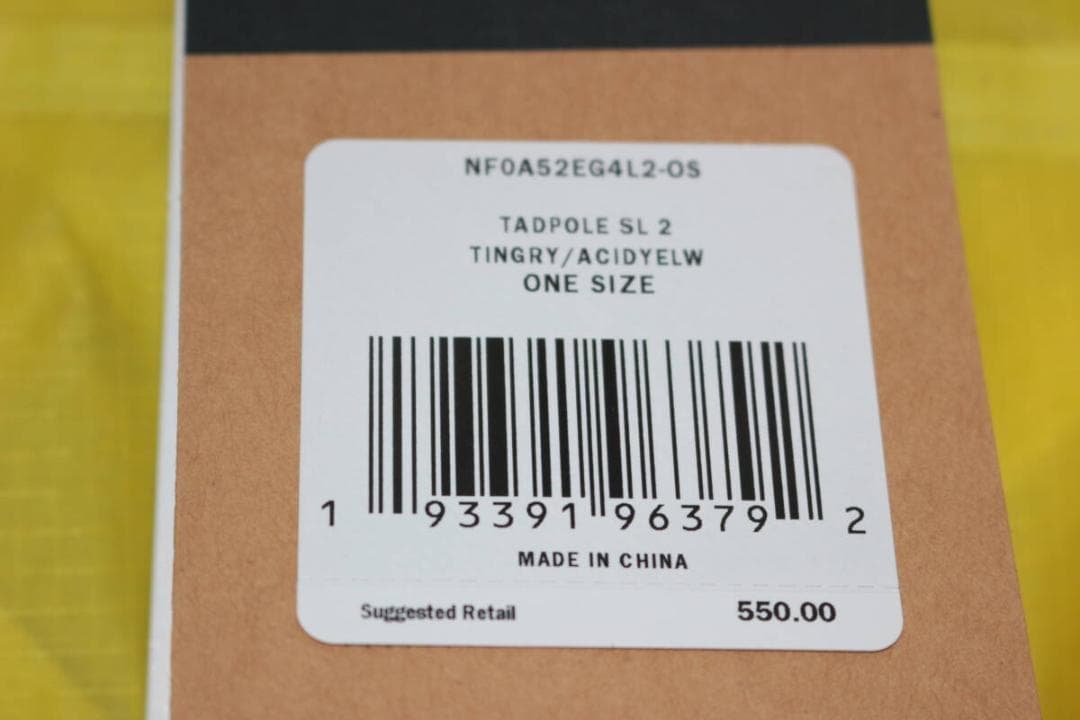 NF0A52EG4L2-OS
TADPOLE SL 2
TINGRY/ACIDYELW
ONE SIZE
1 93391 96379 2
MADE IN CHINA
Suggested Retail 550.00